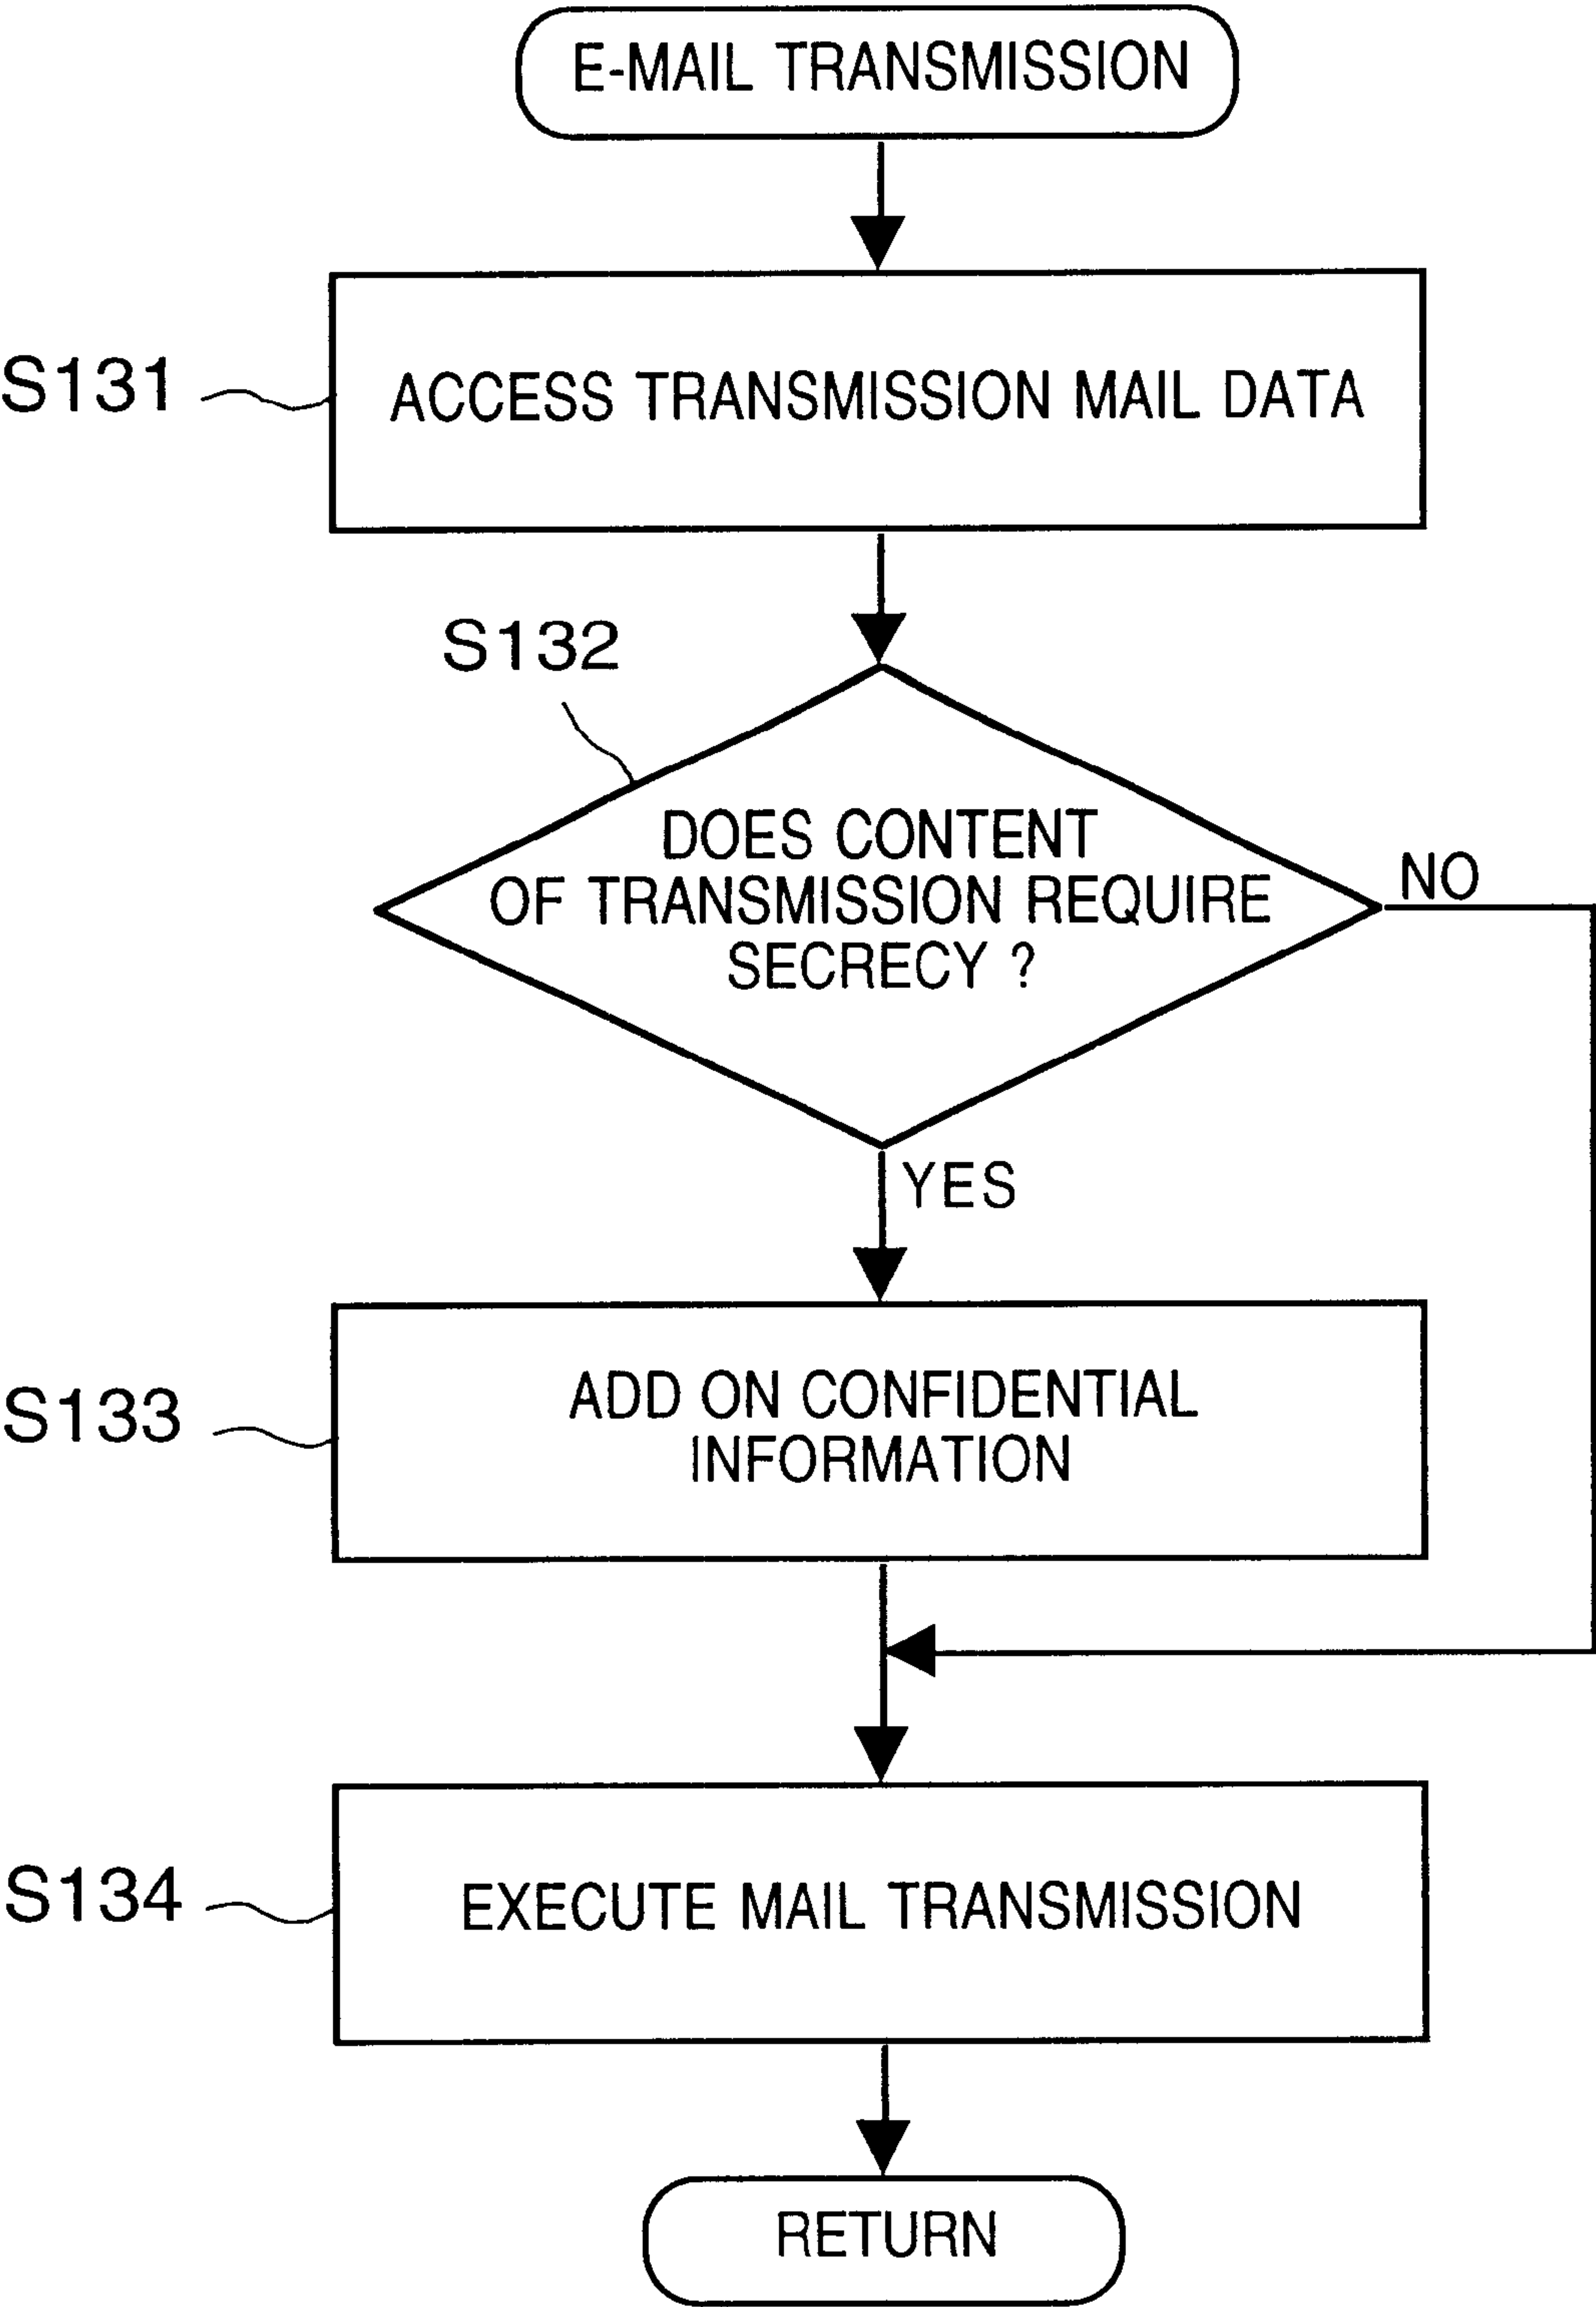 E-MAIL TRANSMISSION
S131
ACCESS TRANSMISSION MAIL DATA
S132
DOES CONTENT
OF TRANSMISSION REQUIRE
SECRECY ?
NO
YES
S133
ADD ON CONFIDENTIAL
INFORMATION
S134
EXECUTE MAIL TRANSMISSION
RETURN